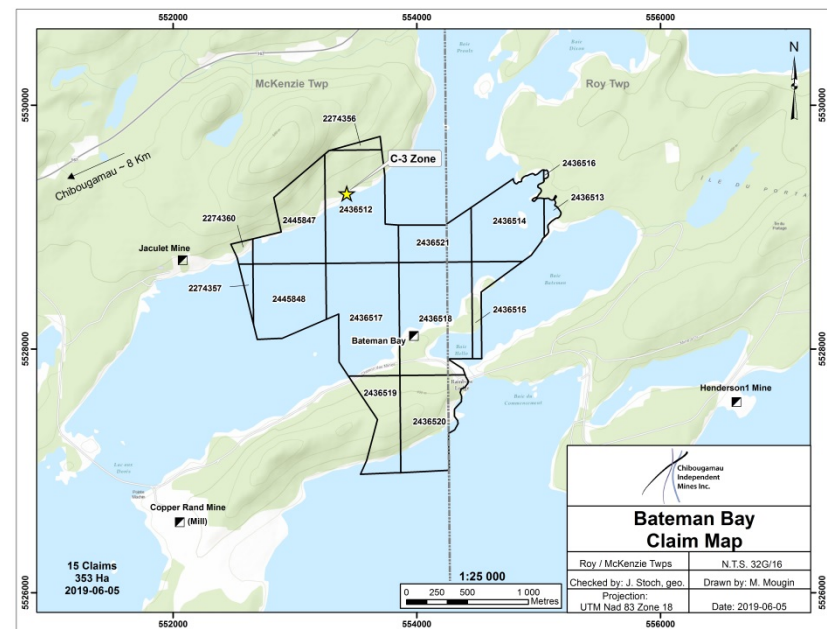 552000
554000
556000
5530000
5528000
5526000
5530000
5528000
5526000
McKenzie Twp
Roy Twp
N
Chibougamau ~ 8 Km
2274356
C-3 Zone
2436516
2436513
2436512
2445847
2436514
2274360
2436521
Jaculet Mine
2274357
2445848
2436517
2436518
2436515
Bateman Bay
2436519
2436520
Henderson1 Mine
Copper Rand Mine
(Mill)
15 Claims
353 Ha
2019-06-05
1:25 000
0 250 500 1 000
Metres
Chibougamau
Independent
Mines Inc.
Bateman Bay
Claim Map
Roy / McKenzie Twps
N.T.S. 32G/16
Checked by: J. Stoch, geo.
Drawn by: M. Mougin
Projection:
UTM Nad 83 Zone 18
Date: 2019-06-05
552000
554000
556000